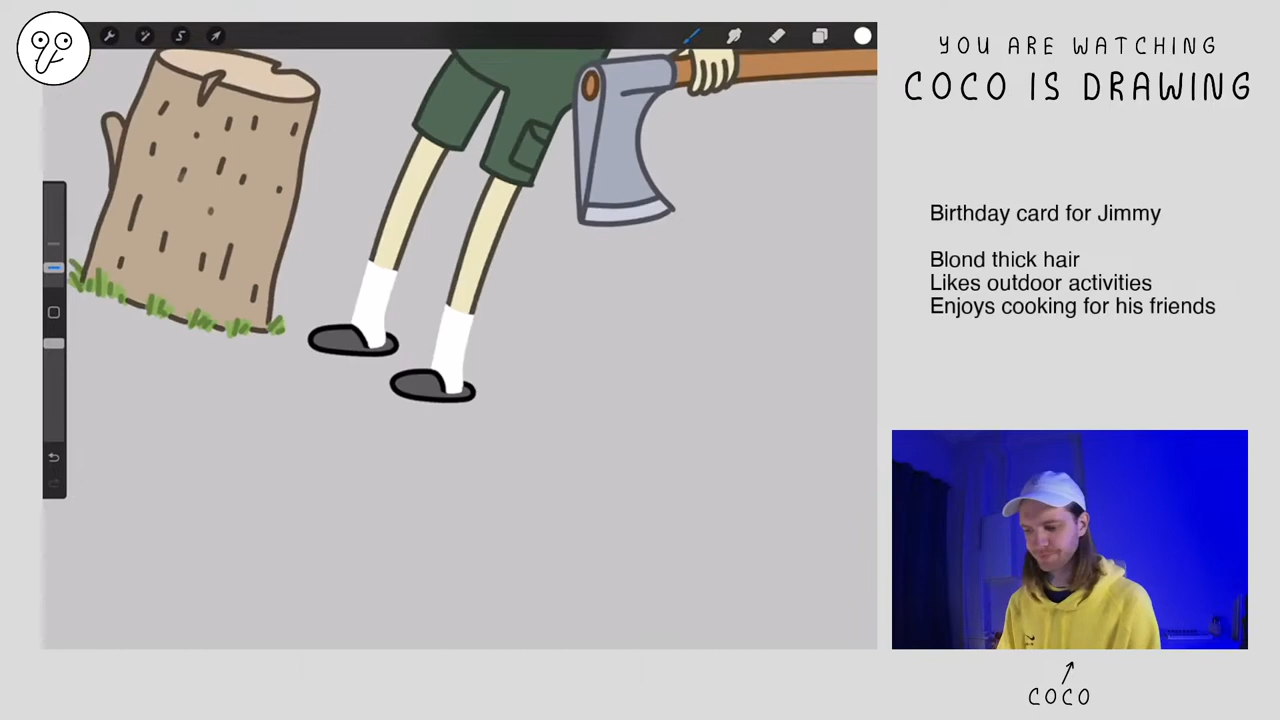 YOU ARE WATCHING
COCO IS DRAWING
Birthday card for Jimmy
Blond thick hair
Likes outdoor activities
Enjoys cooking for his friends
COCO